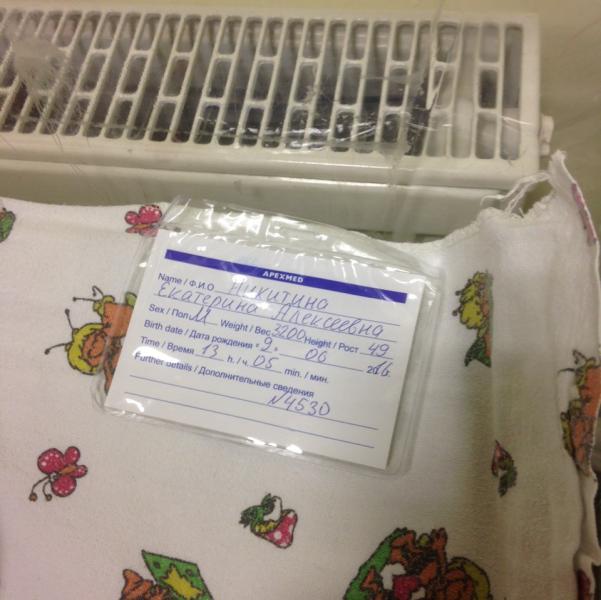 APEXMED
Name / Ф.И.О Никитина
Екатерина Алексеевна
Sex / Пол М Weight / Вес 3200 Height / Рост 49
Birth date / Дата рождения "9" 06 2016
Time / Время 13 h. / ч. 05 min. / мин.
Further details / Дополнительные сведения
N4530